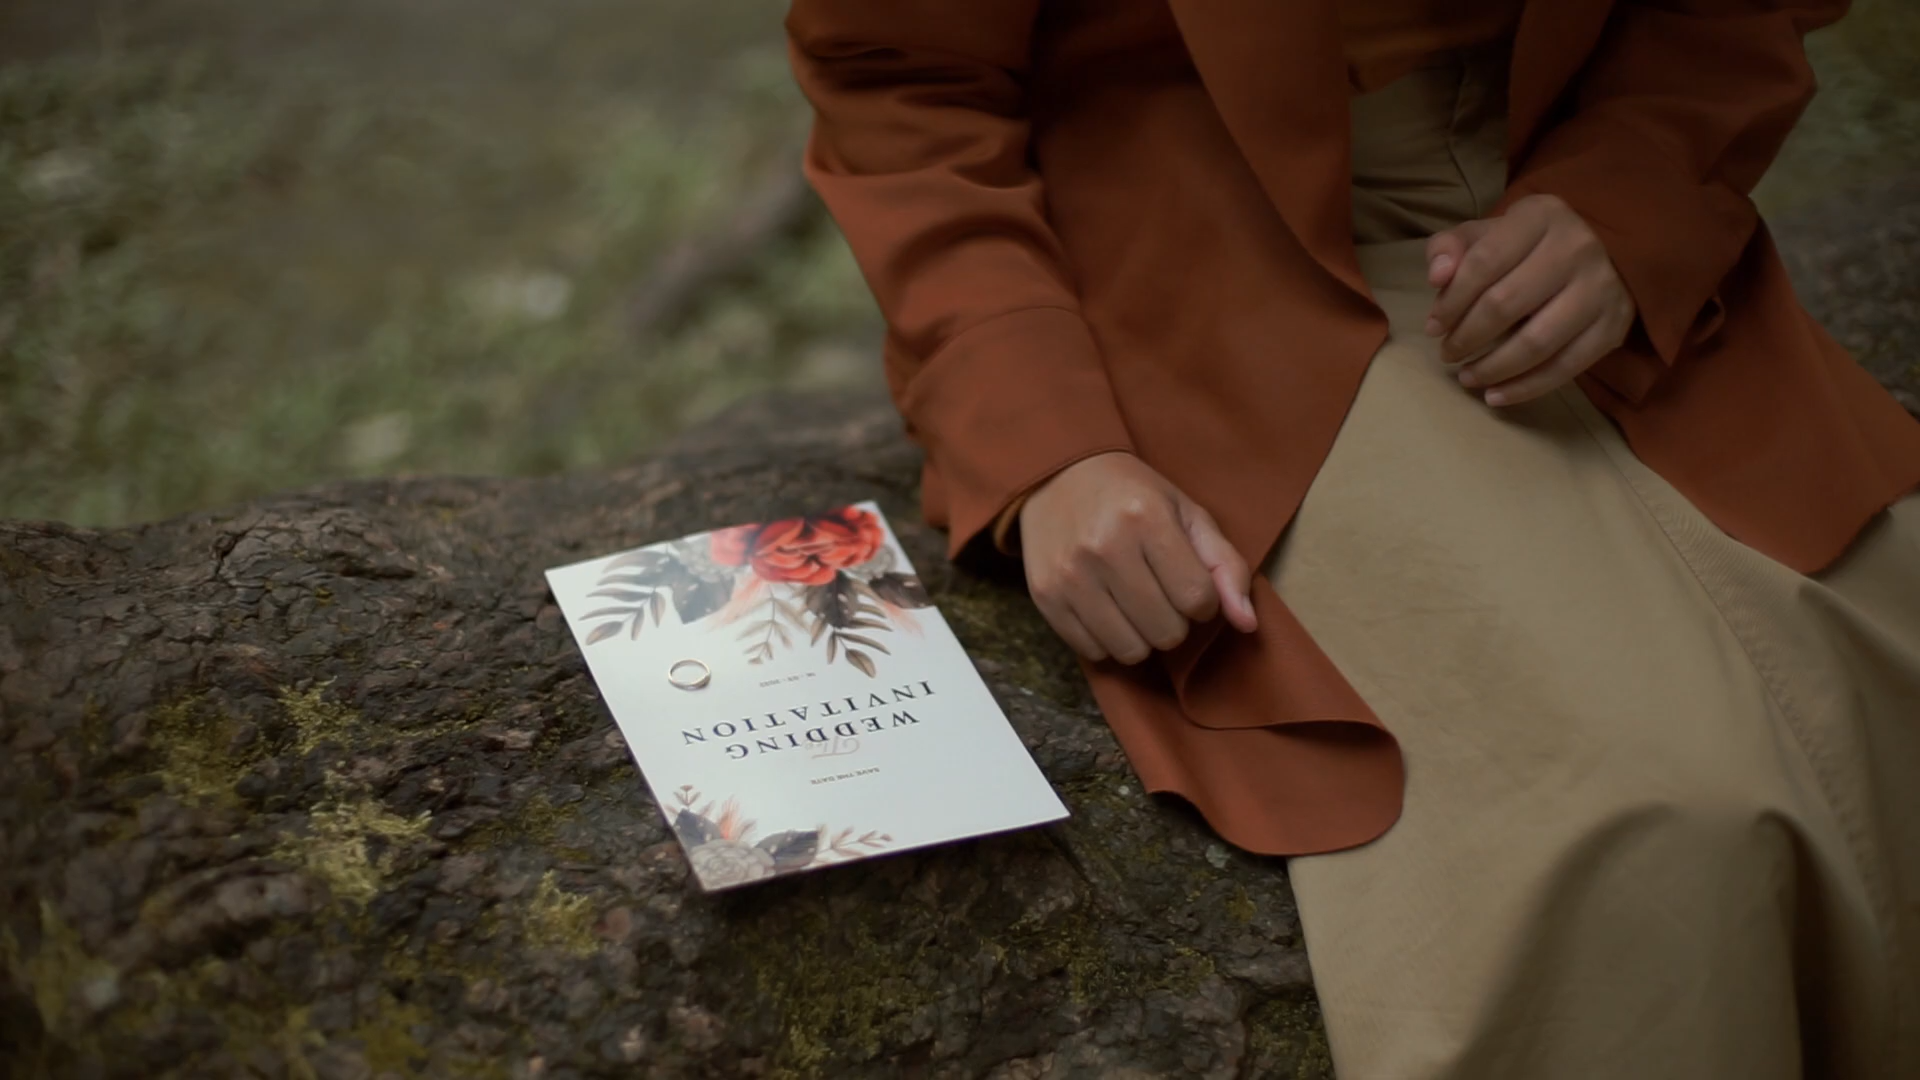 SAVE THE DATE
The
WEDDING
INVITATION